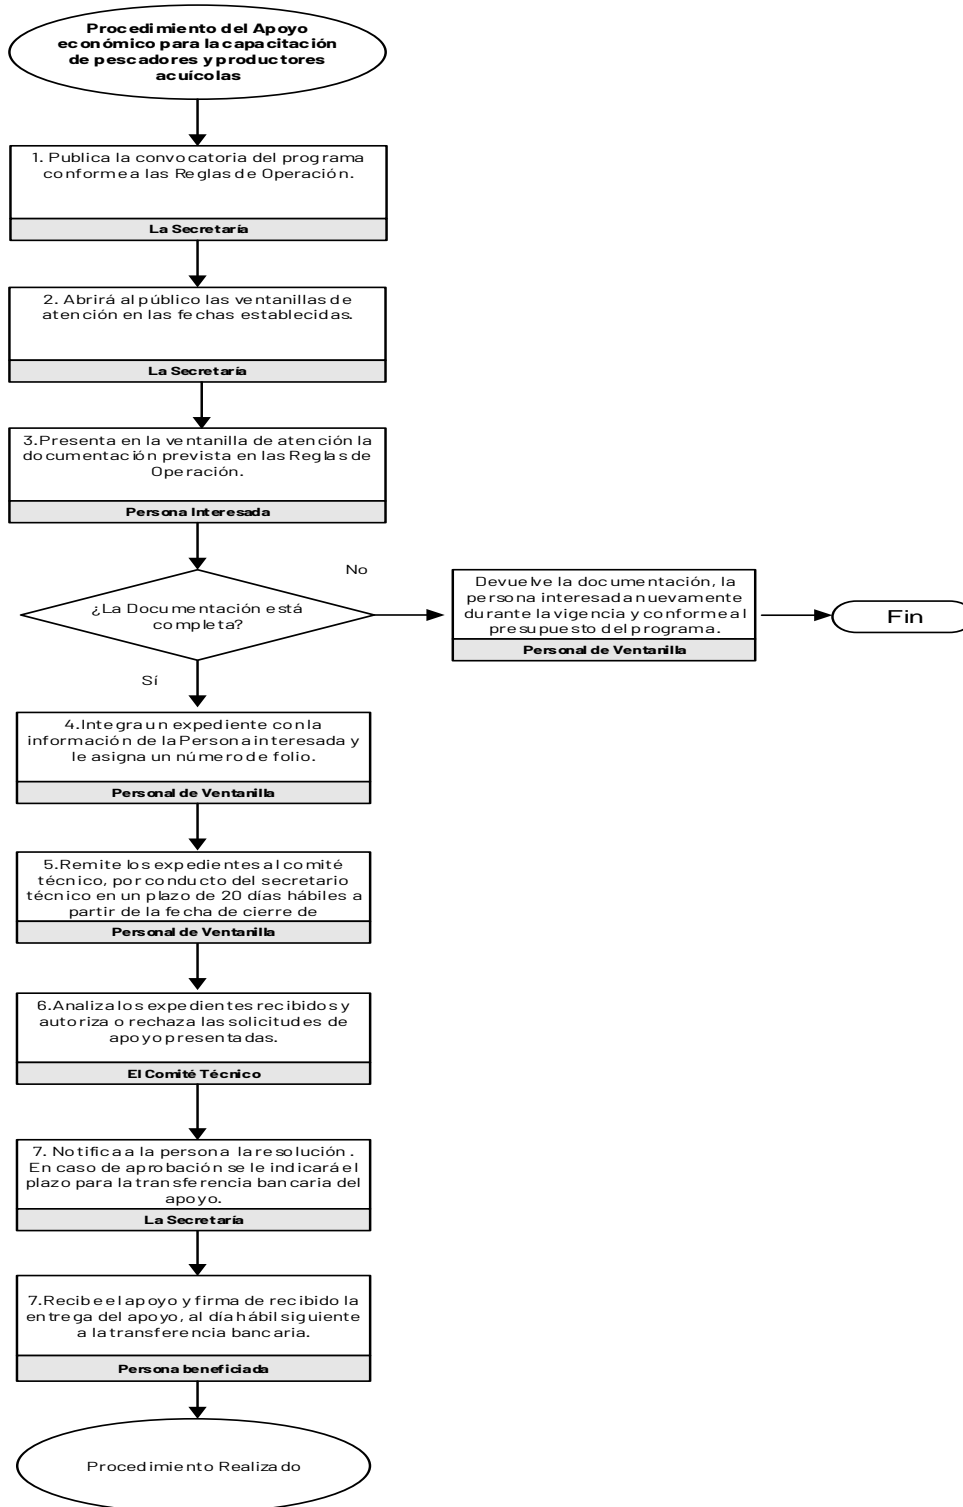 Procedimiento del Apoyo
económico para la capacitación
de pescadores y productores
acuícolas
1. Publica la convocatoria del programa
conforme a las Reglas de Operación.
La Secretaría
2. Abrirá al público las ventanillas de
atención en las fechas establecidas.
La Secretaría
3.Presenta en la ventanilla de atención la
documentación prevista en las Reglas de
Operación.
Persona Interesada
¿La Documentación está
completa?
No
Devuelve la documentación, la
persona interesada nuevamente
durante la vigencia y conforme al
presupuesto del programa.
Personal de Ventanilla
Fin
Sí
4.Integra un expediente con la
información de la Persona interesada y
le asigna un número de folio.
Personal de Ventanilla
5.Remite los expedientes al comité
técnico, por conducto del secretario
técnico en un plazo de 20 días hábiles a
partir de la fecha de cierre de
Personal de Ventanilla
6.Analiza los expedientes recibidos y
autoriza o rechaza las solicitudes de
apoyo presentadas.
El Comité Técnico
7. Notifica a la persona la resolución.
En caso de aprobación se le indicará el
plazo para la transferencia bancaria del
apoyo.
La Secretaría
7.Recibe el apoyo y firma de recibido la
entrega del apoyo, al día hábil siguiente
a la transferencia bancaria.
Persona beneficiada
Procedimiento Realizado